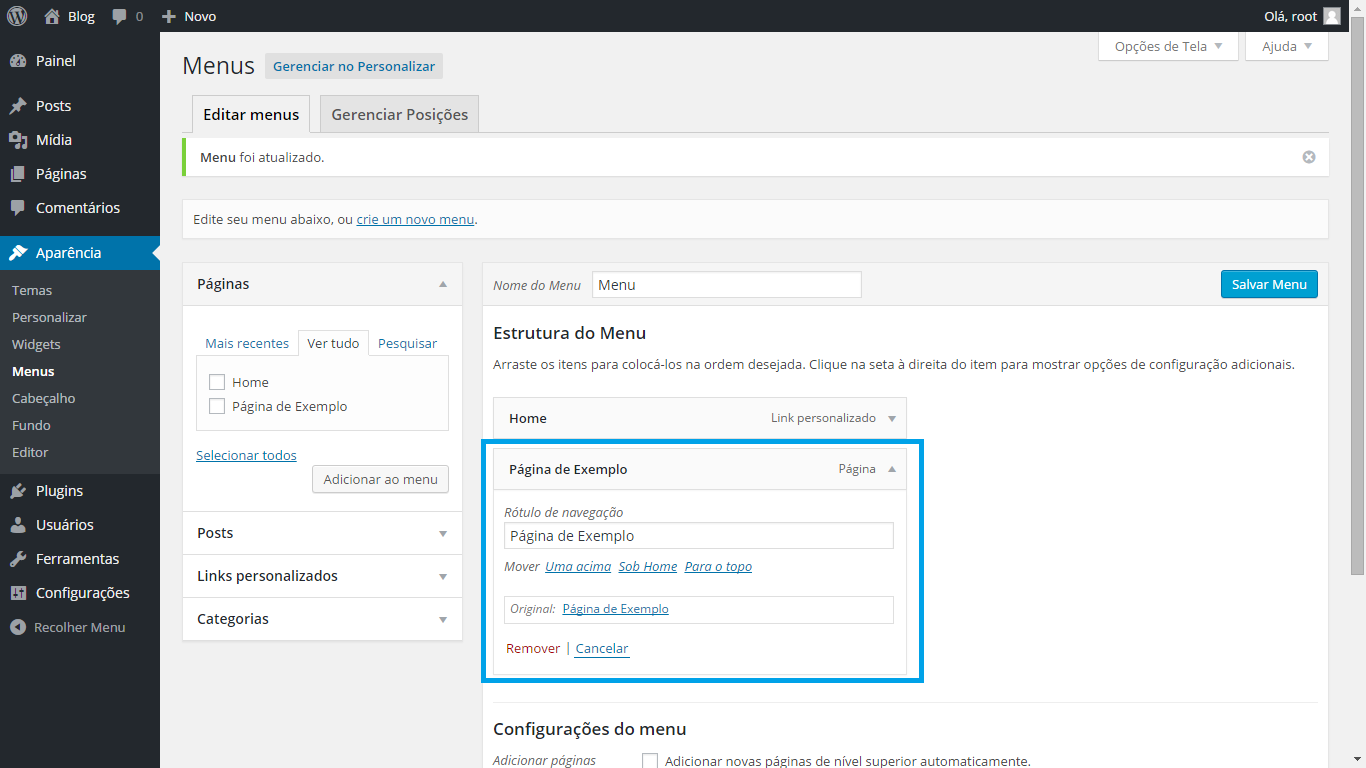 Blog 0 Novo Olá, root
Painel
Posts
Mídia
Páginas
Comentários
Aparência
Temas
Personalizar
Widgets
Menus
Cabeçalho
Fundo
Editor
Plugins
Usuários
Ferramentas
Configurações
Recolher Menu
Opções de Tela Ajuda
Menus Gerenciar no Personalizar
Editar menus Gerenciar Posições
Menu foi atualizado.
Edite seu menu abaixo, ou crie um novo menu.
Páginas
Mais recentes Ver tudo Pesquisar
Home
Página de Exemplo
Selecionar todos
Adicionar ao menu
Posts
Links personalizados
Categorias
Nome do Menu Menu Salvar Menu
Estrutura do Menu
Arraste os itens para colocá-los na ordem desejada. Clique na seta à direita do item para mostrar opções de configuração adicionais.
Home Link personalizado
Página de Exemplo Página
Rótulo de navegação
Página de Exemplo
Mover Uma acima Sob Home Para o topo
Original: Página de Exemplo
Remover | Cancelar
Configurações do menu
Adicionar páginas Adicionar novas páginas de nível superior automaticamente.